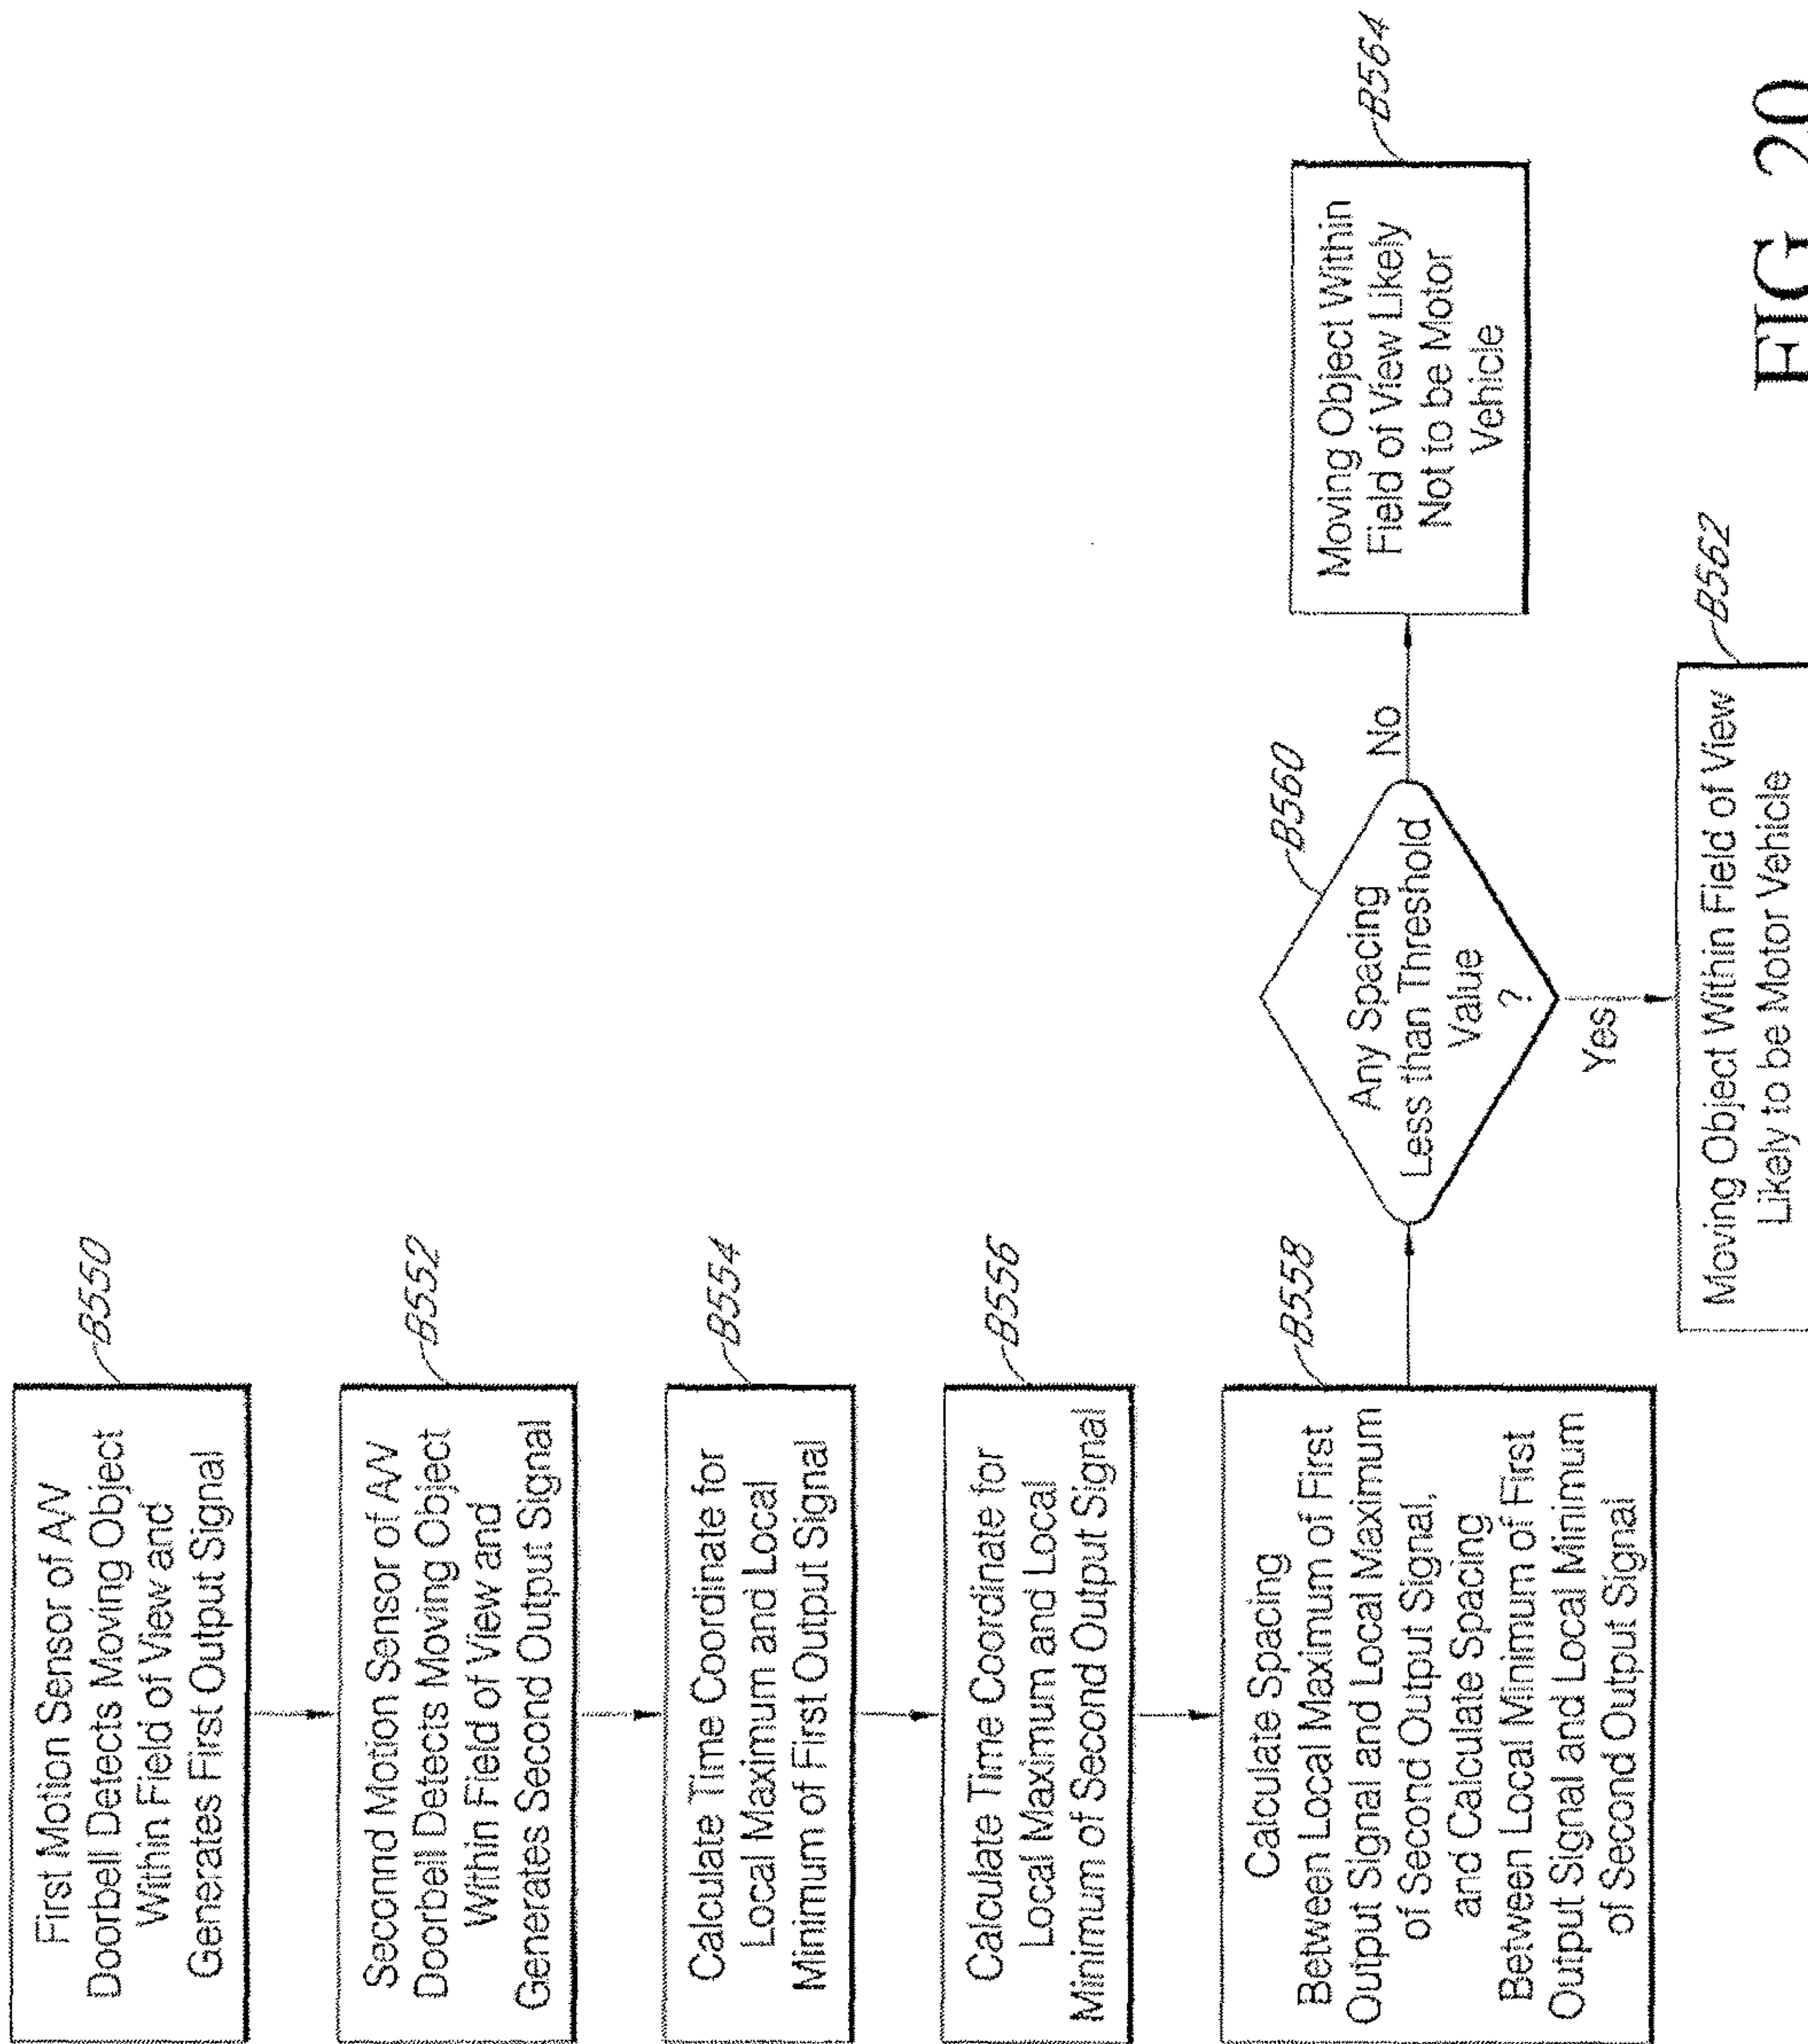 B550
First Motion Sensor of A/V
Doorbell Detects Moving Object
Within Field of View and
Generates First Output Signal
B552
Second Motion Sensor of A/V
Doorbell Detects Moving Object
Within Field of View and
Generates Second Output Signal
B554
Calculate Time Coordinate for
Local Maximum and Local
Minimum of First Output Signal
B556
Calculate Time Coordinate for
Local Maximum and Local
Minimum of Second Output Signal
B558
Calculate Spacing
Between Local Maximum of First
Output Signal and Local Maximum
of Second Output Signal,
and Calculate Spacing
Between Local Minimum of First
Output Signal and Local Minimum
of Second Output Signal
B560
Any Spacing
Less than Threshold
Value
?
No
B564
Moving Object Within
Field of View Likely
Not to be Motor
Vehicle
Yes
B562
Moving Object Within Field of View
Likely to be Motor Vehicle
FIG 20